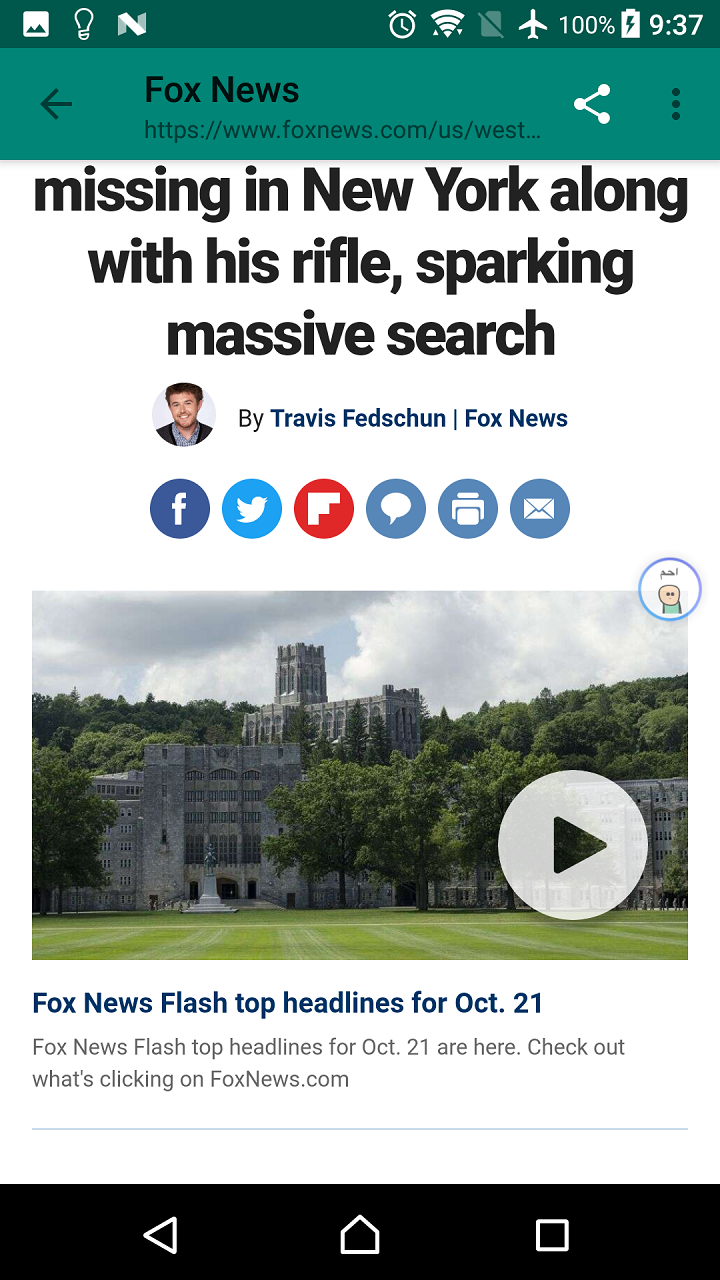 100% 9:37
Fox News
https://www.foxnews.com/us/west...
missing in New York along
with his rifle, sparking
massive search
By Travis Fedschun | Fox News
احم
Fox News Flash top headlines for Oct. 21
Fox News Flash top headlines for Oct. 21 are here. Check out
what's clicking on FoxNews.com